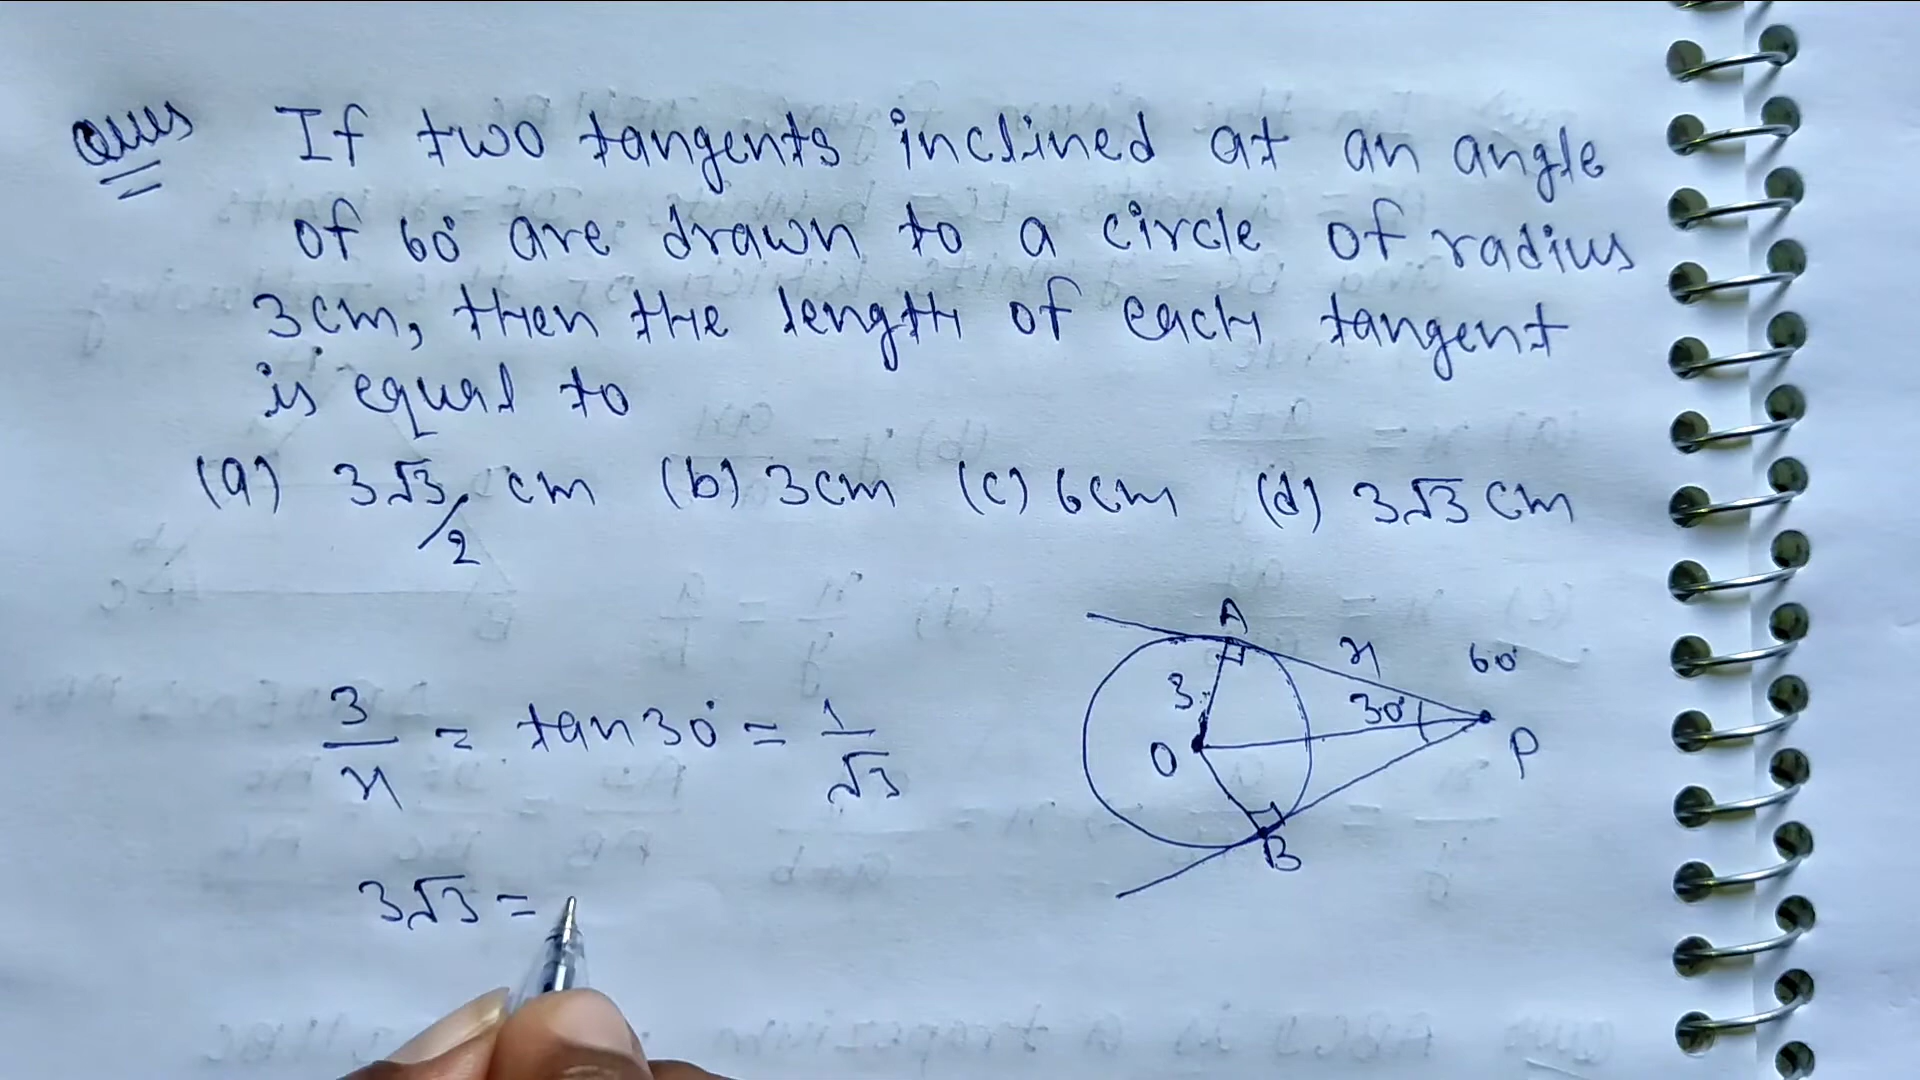 Ques If two tangents inclined at an angle
of 60° are drawn to a circle of radius
3cm, then the length of each tangent
is equal to
(a) 3√3/2 cm (b) 3cm (c) 6cm (d) 3√3 cm
A
x 60°
3 30°
O P
B
3/x = tan30° = 1/√3
3√3 =